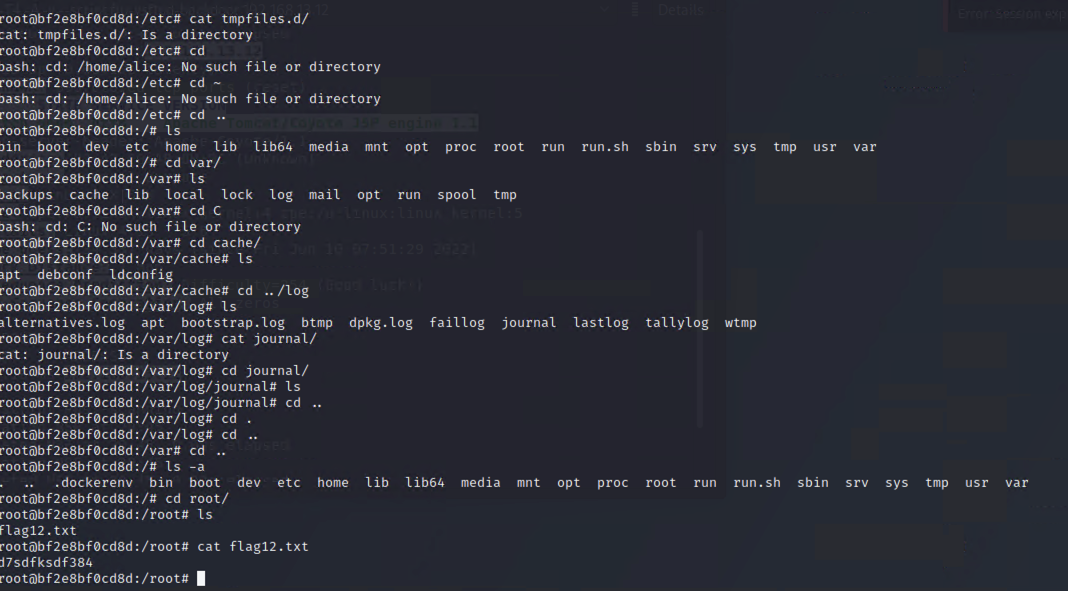 root@bf2e8bf0cd8d:/etc# cat tmpfiles.d/
cat: tmpfiles.d/: Is a directory
root@bf2e8bf0cd8d:/etc# cd
bash: cd: /home/alice: No such file or directory
root@bf2e8bf0cd8d:/etc# cd ~
bash: cd: /home/alice: No such file or directory
root@bf2e8bf0cd8d:/etc# cd ..
root@bf2e8bf0cd8d:/# ls
bin boot dev etc home lib lib64 media mnt opt proc root run run.sh sbin srv sys tmp usr var
root@bf2e8bf0cd8d:/# cd var/
root@bf2e8bf0cd8d:/var# ls
backups cache lib local lock log mail opt run spool tmp
root@bf2e8bf0cd8d:/var# cd C
bash: cd: C: No such file or directory
root@bf2e8bf0cd8d:/var# cd cache/
root@bf2e8bf0cd8d:/var/cache# ls
apt debconf ldconfig
root@bf2e8bf0cd8d:/var/cache# cd ../log
root@bf2e8bf0cd8d:/var/log# ls
alternatives.log apt bootstrap.log btmp dpkg.log faillog journal lastlog tallylog wtmp
root@bf2e8bf0cd8d:/var/log# cat journal/
cat: journal/: Is a directory
root@bf2e8bf0cd8d:/var/log# cd journal/
root@bf2e8bf0cd8d:/var/log/journal# ls
root@bf2e8bf0cd8d:/var/log/journal# cd ..
root@bf2e8bf0cd8d:/var/log# cd .
root@bf2e8bf0cd8d:/var/log# cd ..
root@bf2e8bf0cd8d:/var# cd ..
root@bf2e8bf0cd8d:/# ls -a
. .. .dockerenv bin boot dev etc home lib lib64 media mnt opt proc root run run.sh sbin srv sys tmp usr var
root@bf2e8bf0cd8d:/# cd root/
root@bf2e8bf0cd8d:/root# ls
flag12.txt
root@bf2e8bf0cd8d:/root# cat flag12.txt
d7sdfksdf384
root@bf2e8bf0cd8d:/root#
Details
Error: Session